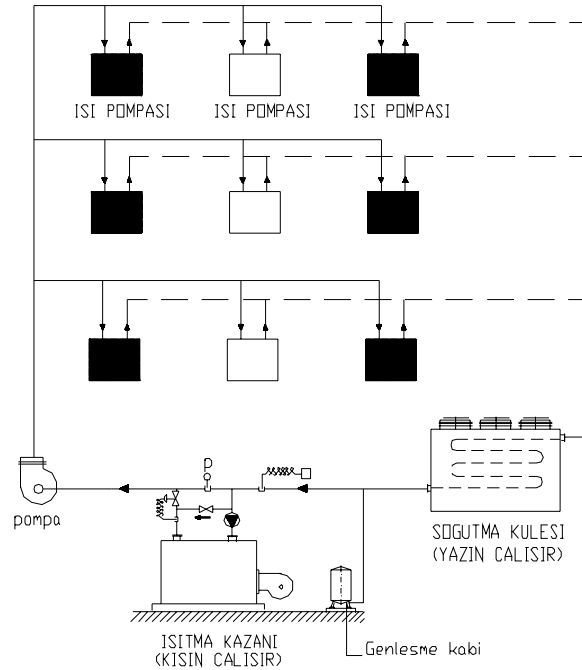 ISI POMPASI ISI POMPASI ISI POMPASI
P
pompa
SOGUTMA KULESI
(YAZIN CALISIR)
ISITMA KAZANI
(KISIN CALISIR)
Genlesme kabi